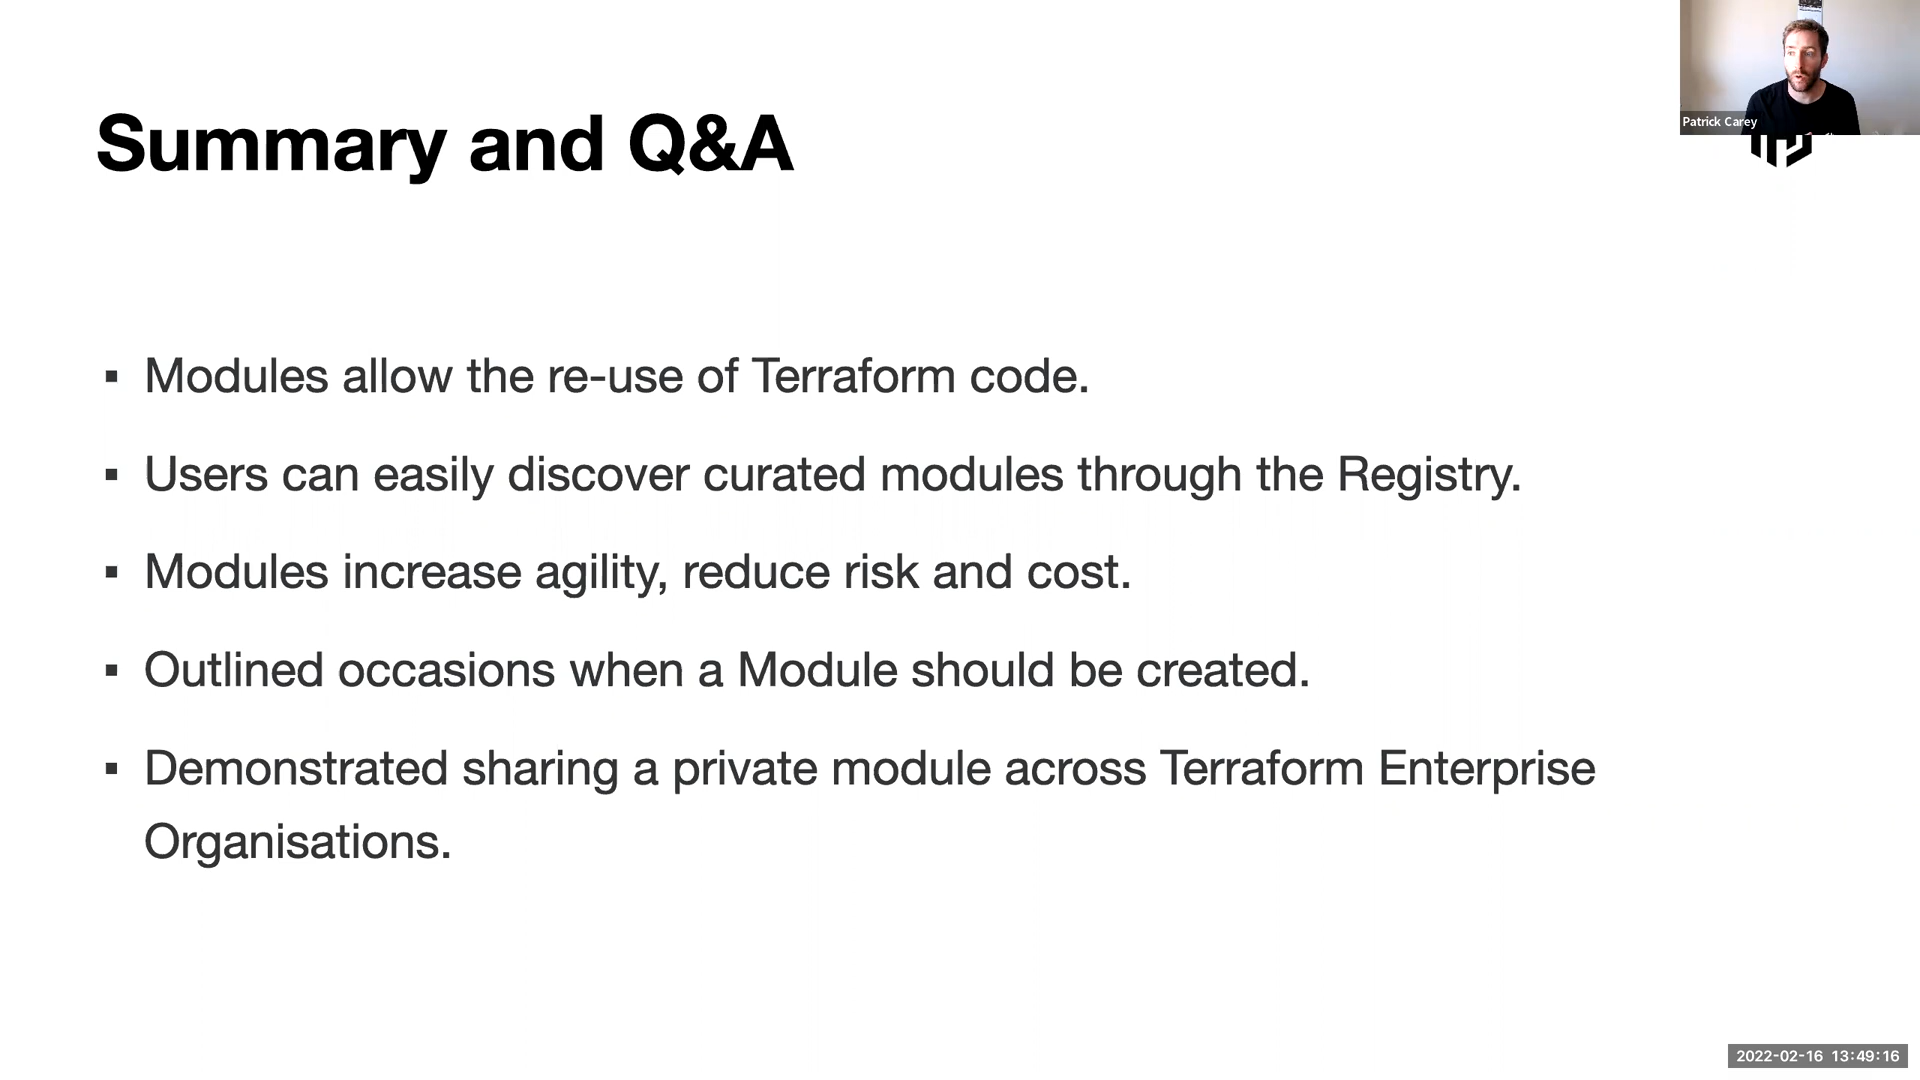 Patrick Carey
Summary and Q&A
▪ Modules allow the re-use of Terraform code.
▪ Users can easily discover curated modules through the Registry.
▪ Modules increase agility, reduce risk and cost.
▪ Outlined occasions when a Module should be created.
▪ Demonstrated sharing a private module across Terraform Enterprise
Organisations.
2022-02-16 13:49:16